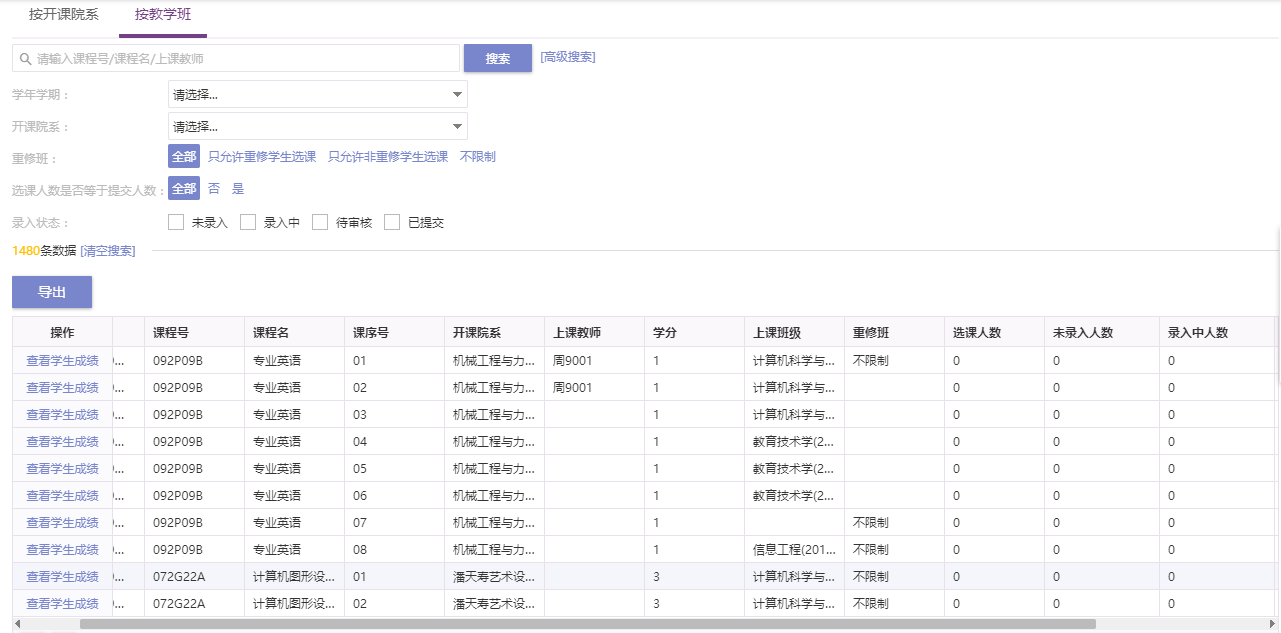 按开课院系 按教学班
请输入课程号/课程名/上课教师 搜索 [高级搜索]
学年学期： 请选择...
开课院系： 请选择...
重修班： 全部 只允许重修学生选课 只允许非重修学生选课 不限制
选课人数是否等于提交人数： 全部 否 是
录入状态： 未录入 录入中 待审核 已提交
1480条数据 [清空搜索]
导出
操作 课程号 课程名 课序号 开课院系 上课教师 学分 上课班级 重修班 选课人数 未录入人数 录入中人数
查看学生成绩 ... 092P09B 专业英语 01 机械工程与力... 周9001 1 计算机科学与... 不限制 0 0 0
查看学生成绩 ... 092P09B 专业英语 02 机械工程与力... 周9001 1 计算机科学与... 0 0 0
查看学生成绩 ... 092P09B 专业英语 03 机械工程与力... 1 计算机科学与... 0 0 0
查看学生成绩 ... 092P09B 专业英语 04 机械工程与力... 1 教育技术学(2... 0 0 0
查看学生成绩 ... 092P09B 专业英语 05 机械工程与力... 1 教育技术学(2... 0 0 0
查看学生成绩 ... 092P09B 专业英语 06 机械工程与力... 1 教育技术学(2... 0 0 0
查看学生成绩 ... 092P09B 专业英语 07 机械工程与力... 1 不限制 0 0 0
查看学生成绩 ... 092P09B 专业英语 08 机械工程与力... 1 信息工程(201... 不限制 0 0 0
查看学生成绩 ... 072G22A 计算机图形设... 01 潘天寿艺术设... 3 计算机科学与... 不限制 0 0 0
查看学生成绩 ... 072G22A 计算机图形设... 02 潘天寿艺术设... 3 计算机科学与... 不限制 0 0 0